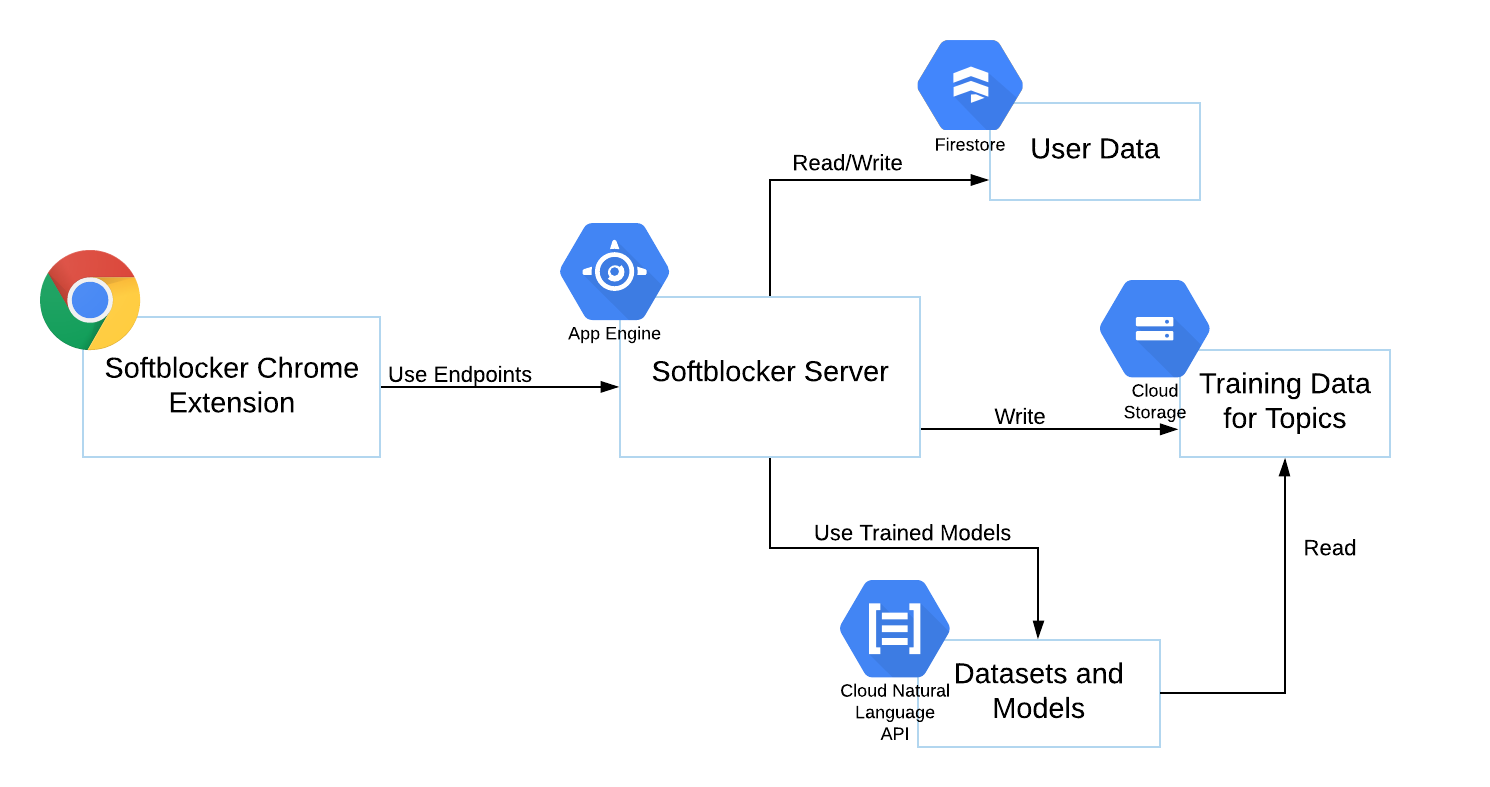 Firestore
User Data
Read/Write
App Engine
Softblocker Chrome
Extension
Use Endpoints
Softblocker Server
Cloud
Storage
Training Data
for Topics
Write
Use Trained Models
Read
Cloud Natural
Language
API
Datasets and
Models